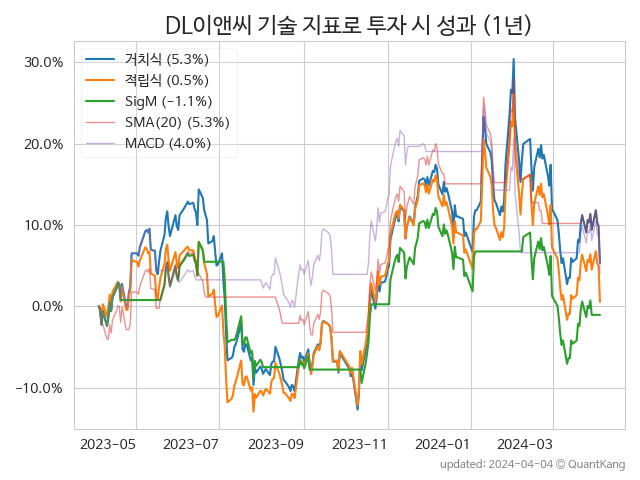 DL이앤씨 기술 지표로 투자 시 성과 (1년)
거치식 (5.3%)
적립식 (0.5%)
SigM (−1.1%)
SMA(20) (5.3%)
MACD (4.0%)
30.0%
20.0%
10.0%
0.0%
−10.0%
2023−05 2023−07 2023−09 2023−11 2024−01 2024−03
updated: 2024−04−04 © QuantKang